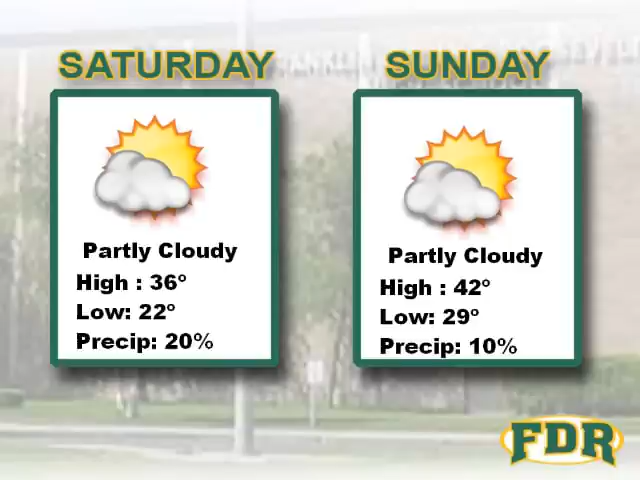 SATURDAY
SUNDAY
FRANKLIN
Partly Cloudy
High : 36°
Low: 22°
Precip: 20%
Partly Cloudy
High : 42°
Low: 29°
Precip: 10%
FDR